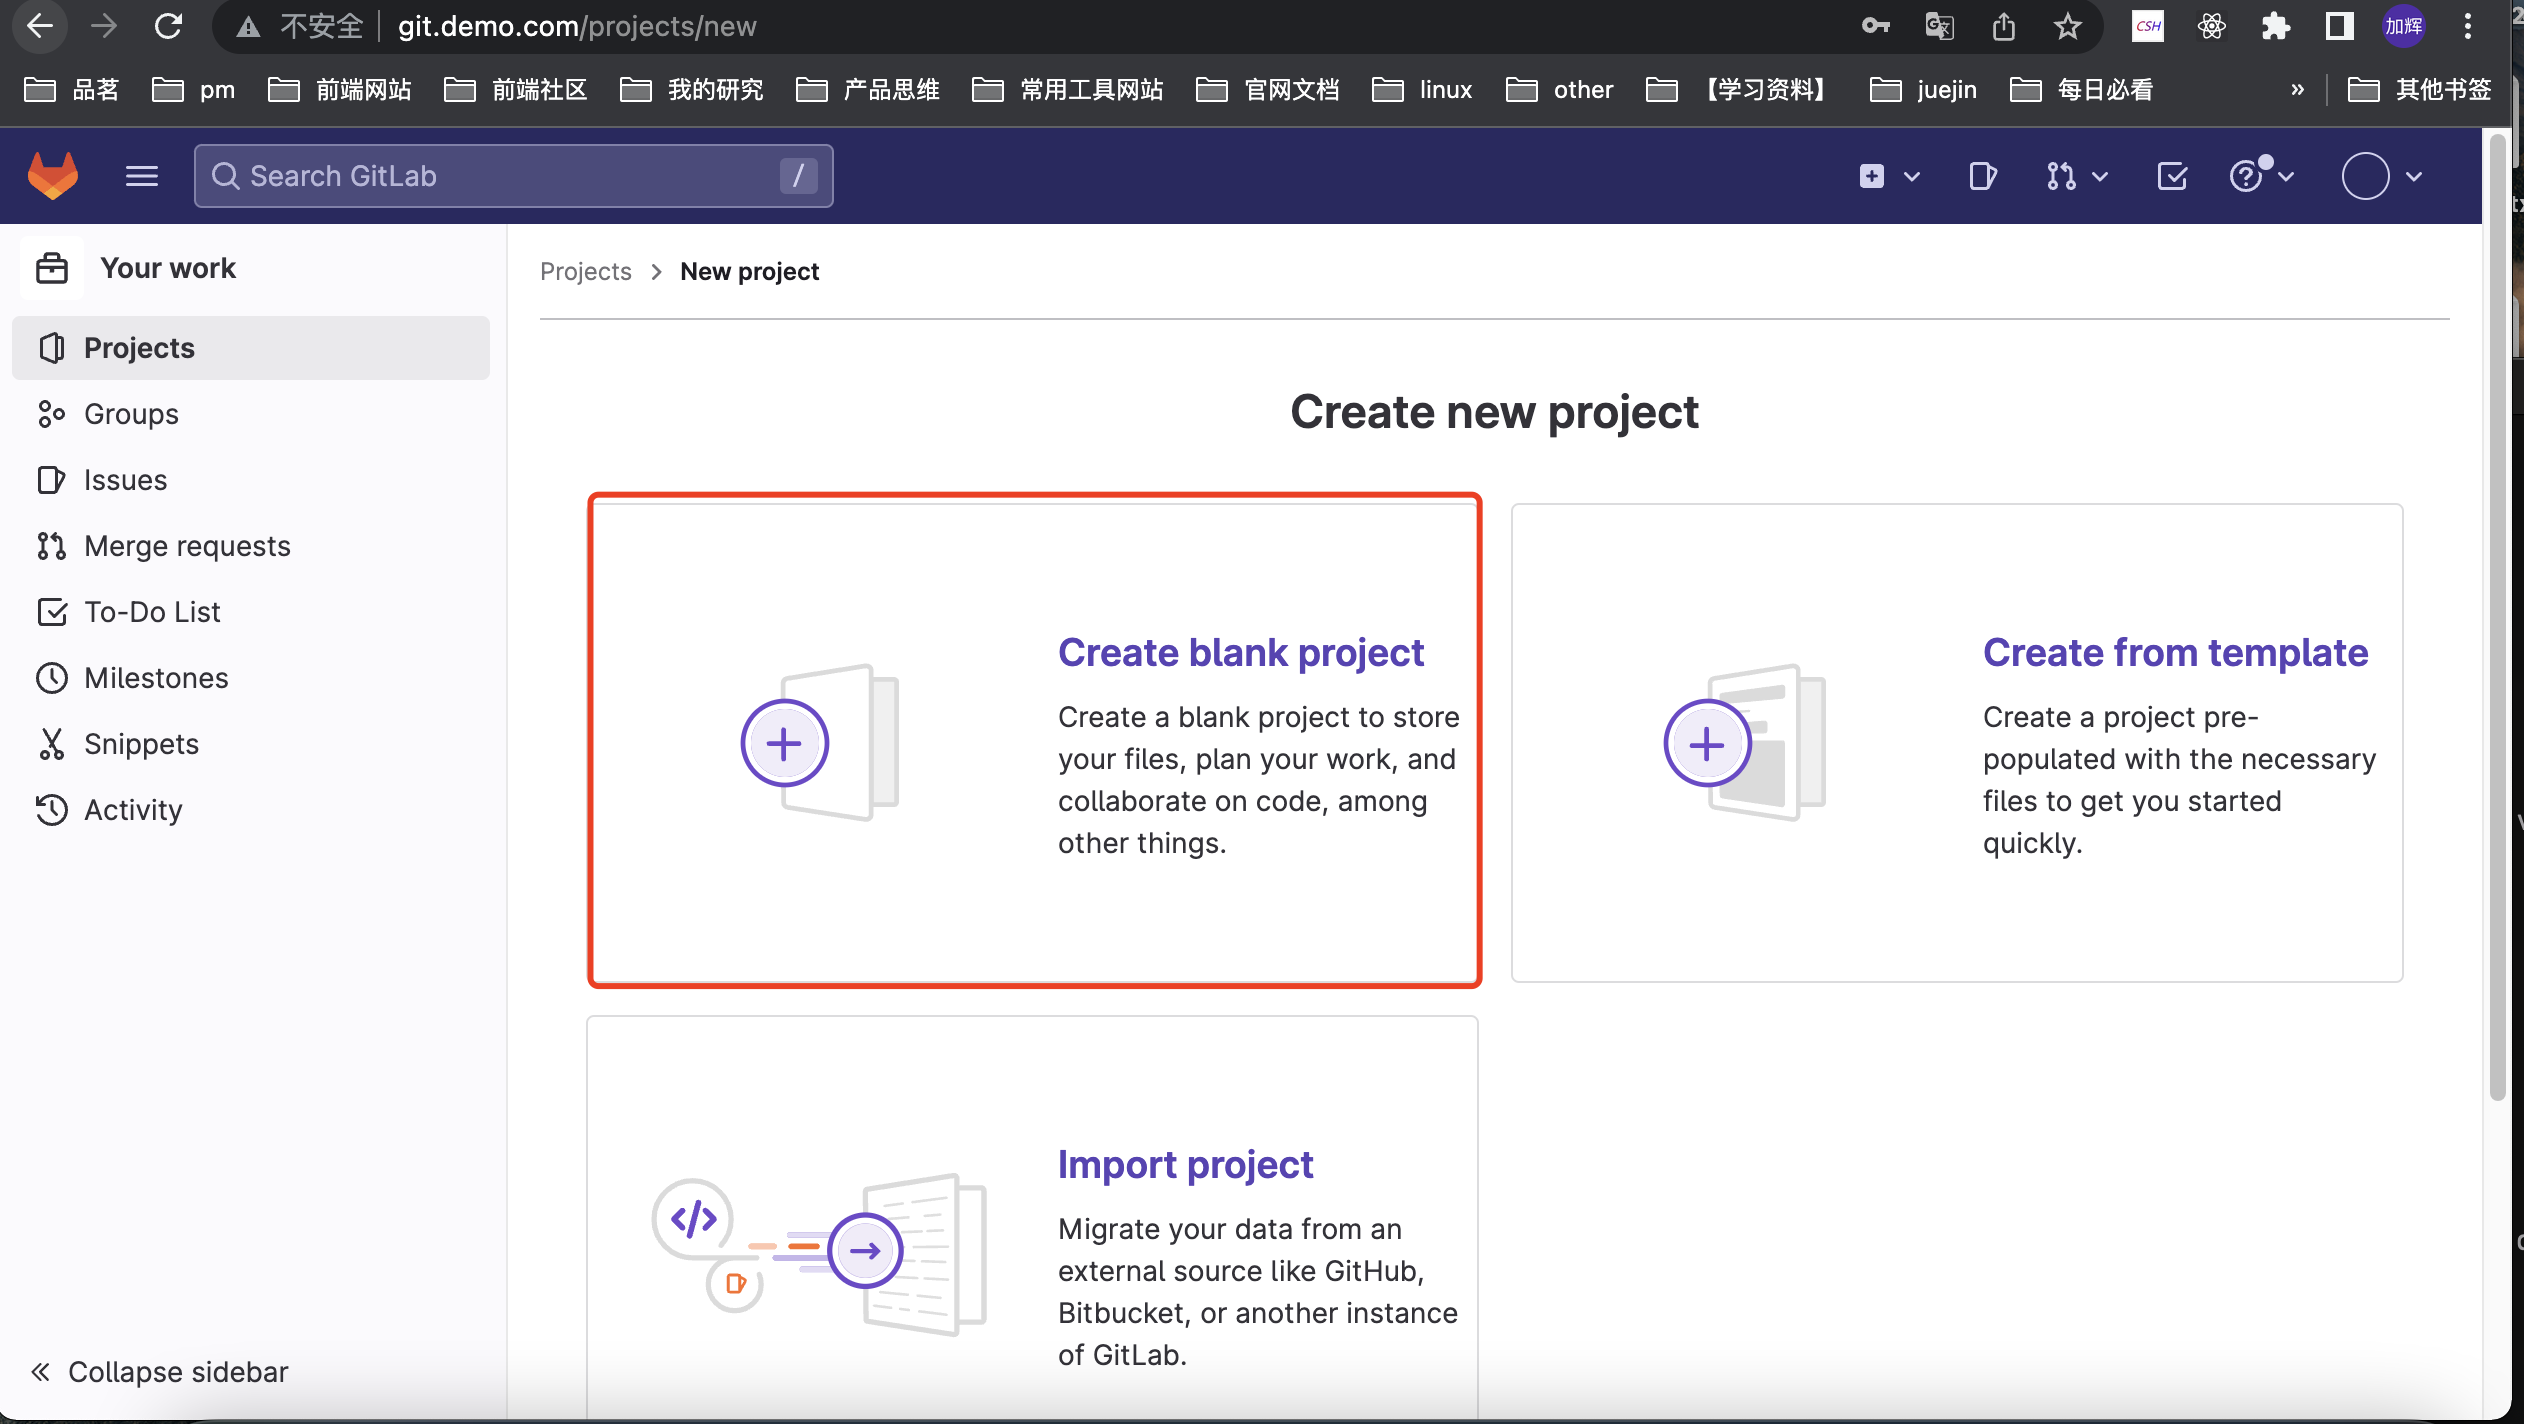 不安全 git.demo.com/projects/new CSH 加辉
品茗 pm 前端网站 前端社区 我的研究 产品思维 常用工具网站 官网文档 linux other 【学习资料】 juejin 每日必看 » 其他书签
Search GitLab /
Your work
Projects
Groups
Issues
Merge requests
To-Do List
Milestones
Snippets
Activity
Collapse sidebar
Projects > New project
Create new project
Create blank project
Create a blank project to store
your files, plan your work, and
collaborate on code, among
other things.
Create from template
Create a project pre-
populated with the necessary
files to get you started
quickly.
Import project
Migrate your data from an
external source like GitHub,
Bitbucket, or another instance
of GitLab.